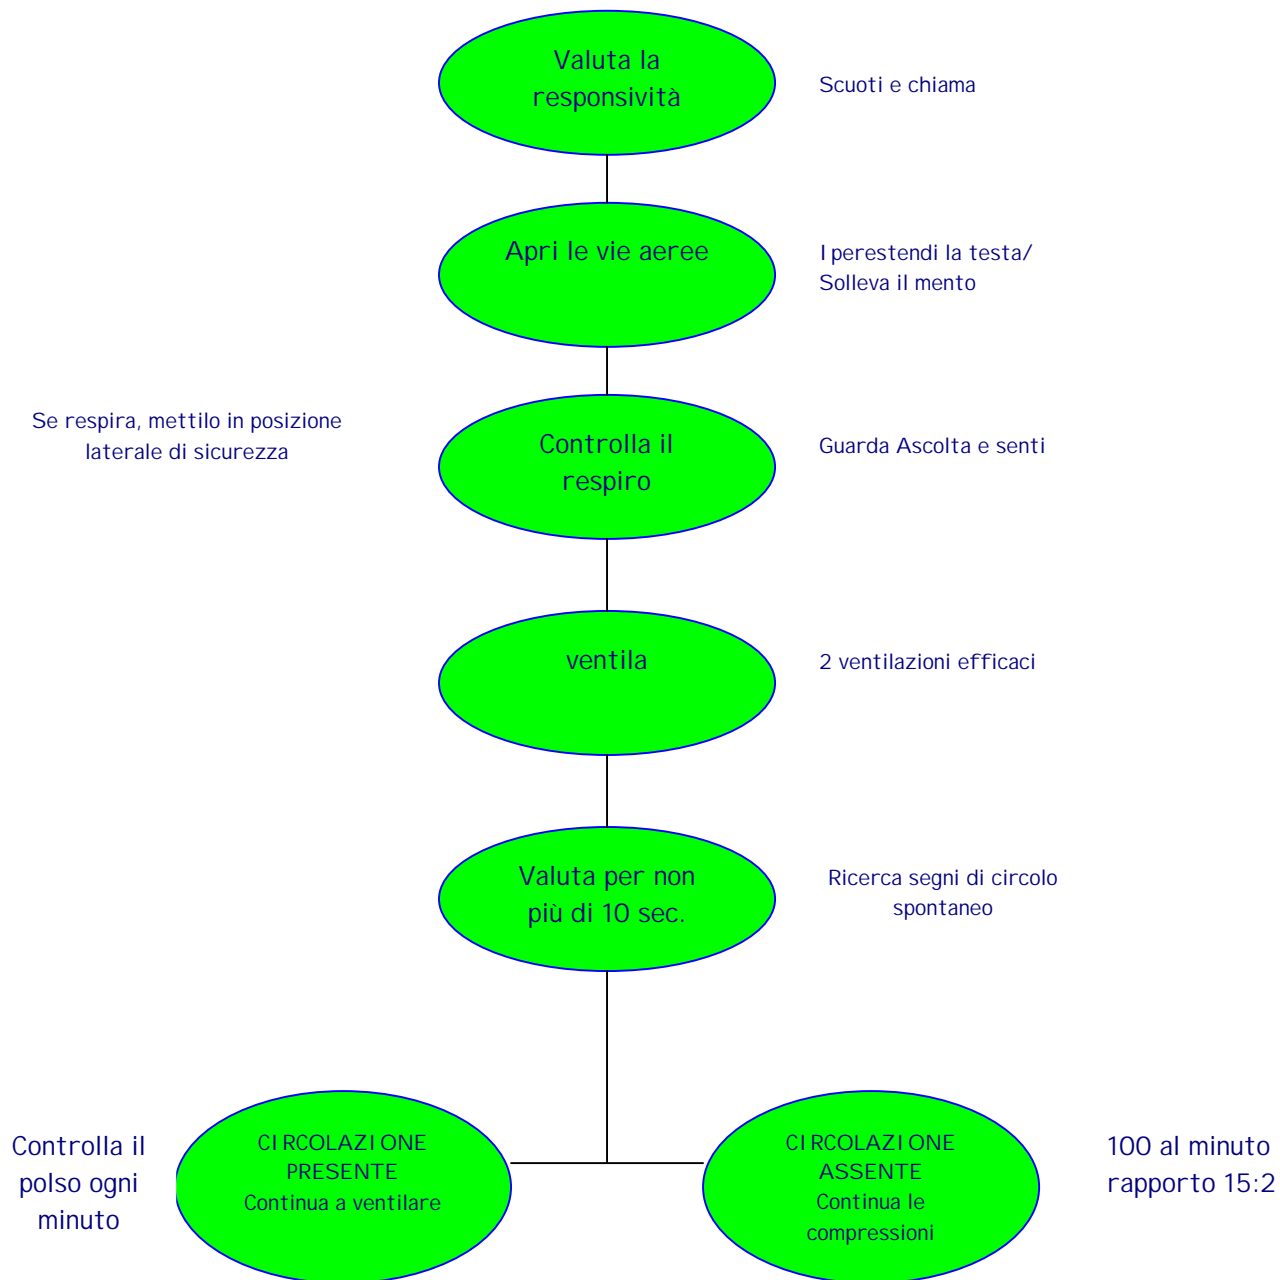 Valuta la
responsività
Scuoti e chiama
Apri le vie aeree
Iperestendi la testa/
Solleva il mento
Se respira, mettilo in posizione
laterale di sicurezza
Controlla il
respiro
Guarda Ascolta e senti
ventila
2 ventilazioni efficaci
Valuta per non
più di 10 sec.
Ricerca segni di circolo
spontaneo
Controlla il
polso ogni
minuto
CIRCOLAZIONE
PRESENTE
Continua a ventilare
CIRCOLAZIONE
ASSENTE
Continua le
compressioni
100 al minuto
rapporto 15:2